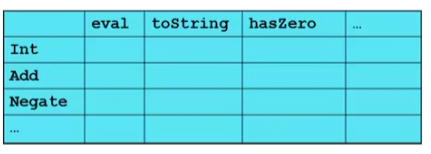 eval toString hasZero …
Int
Add
Negate
…